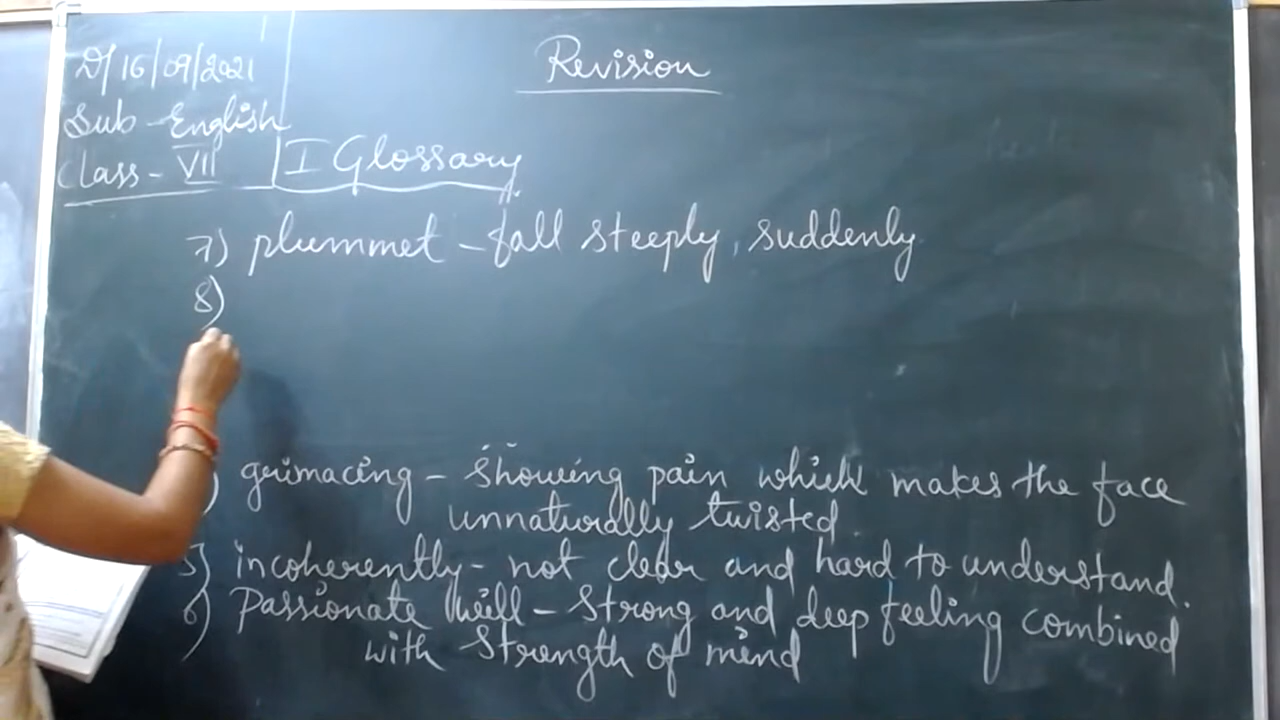 D/16/09/2021
Revision
Sub - English
Class - VII
I Glossary
7) plummet - fall steeply, suddenly
8)
) grimacing - showing pain which makes the face
unnaturally twisted
5) incoherently - not clear and hard to understand.
6) Passionate will - Strong and deep feeling combined
with Strength of mind